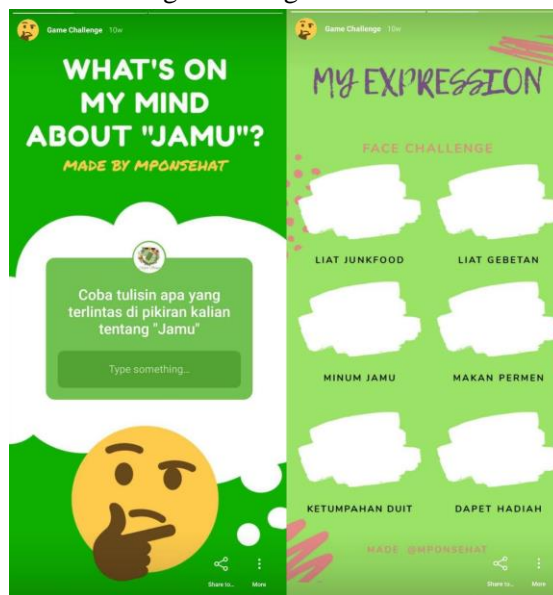 Game Challenge 10w
WHAT'S ON
MY MIND
ABOUT "JAMU"?
MADE BY MPONSEHAT
Coba tulisin apa yang
terlintas di pikiran kalian
tentang "Jamu"
Type something...
Share to...
More
Game Challenge 10w
MY EXPRESSION
FACE CHALLENGE
LIAT JUNKFOOD
LIAT GEBETAN
MINUM JAMU
MAKAN PERMEN
KETUMPAHAN DUIT
DAPET HADIAH
MADE @MPONSEHAT
Share to...
More